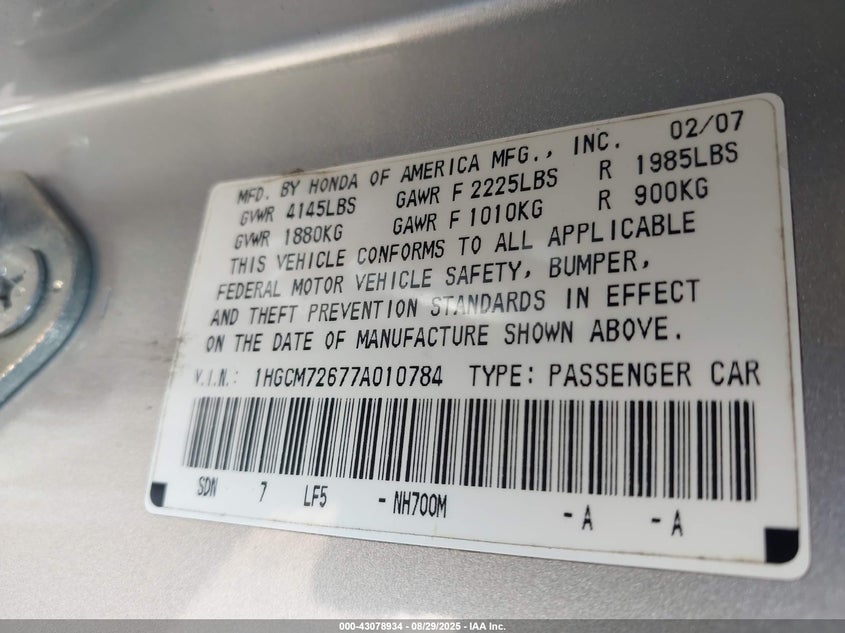 MFD. BY HONDA OF AMERICA MFG., INC. 02/07
GVWR 4145LBS GAWR F 2225LBS R 1985LBS
GVWR 1880KG GAWR F 1010KG R 900KG
THIS VEHICLE CONFORMS TO ALL APPLICABLE
FEDERAL MOTOR VEHICLE SAFETY, BUMPER,
AND THEFT PREVENTION STANDARDS IN EFFECT
ON THE DATE OF MANUFACTURE SHOWN ABOVE.
V.I.N.: 1HGCM72677A010784 TYPE: PASSENGER CAR
SDN 7 LF5 - NH700M - A - A
000-43078934 - 08/29/2025 - IAA Inc.